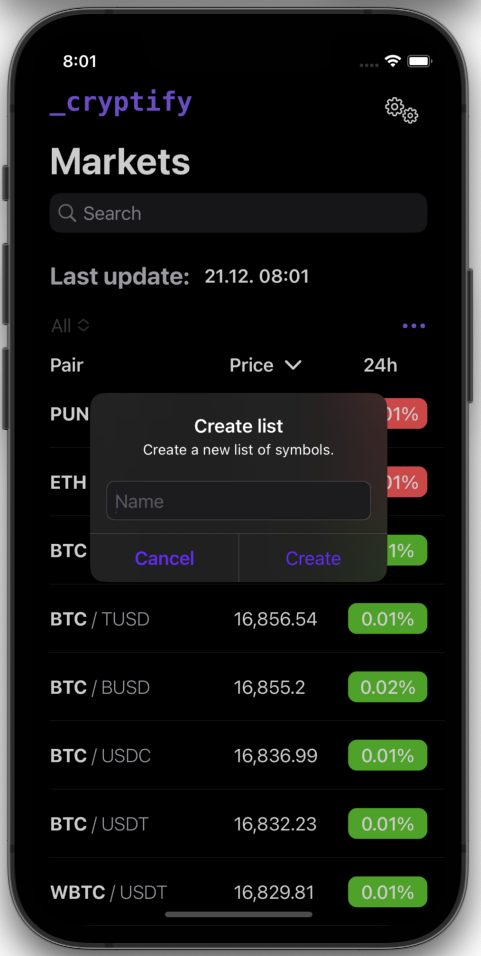 8:01
_cryptify
Markets
Search
Last update: 21.12. 08:01
All
Pair Price 24h
PUN 01%
Create list
Create a new list of symbols.
ETH 01%
Name
BTC 1%
Cancel Create
BTC / TUSD 16,856.54 0.01%
BTC / BUSD 16,855.2 0.02%
BTC / USDC 16,836.99 0.01%
BTC / USDT 16,832.23 0.01%
WBTC / USDT 16,829.81 0.01%